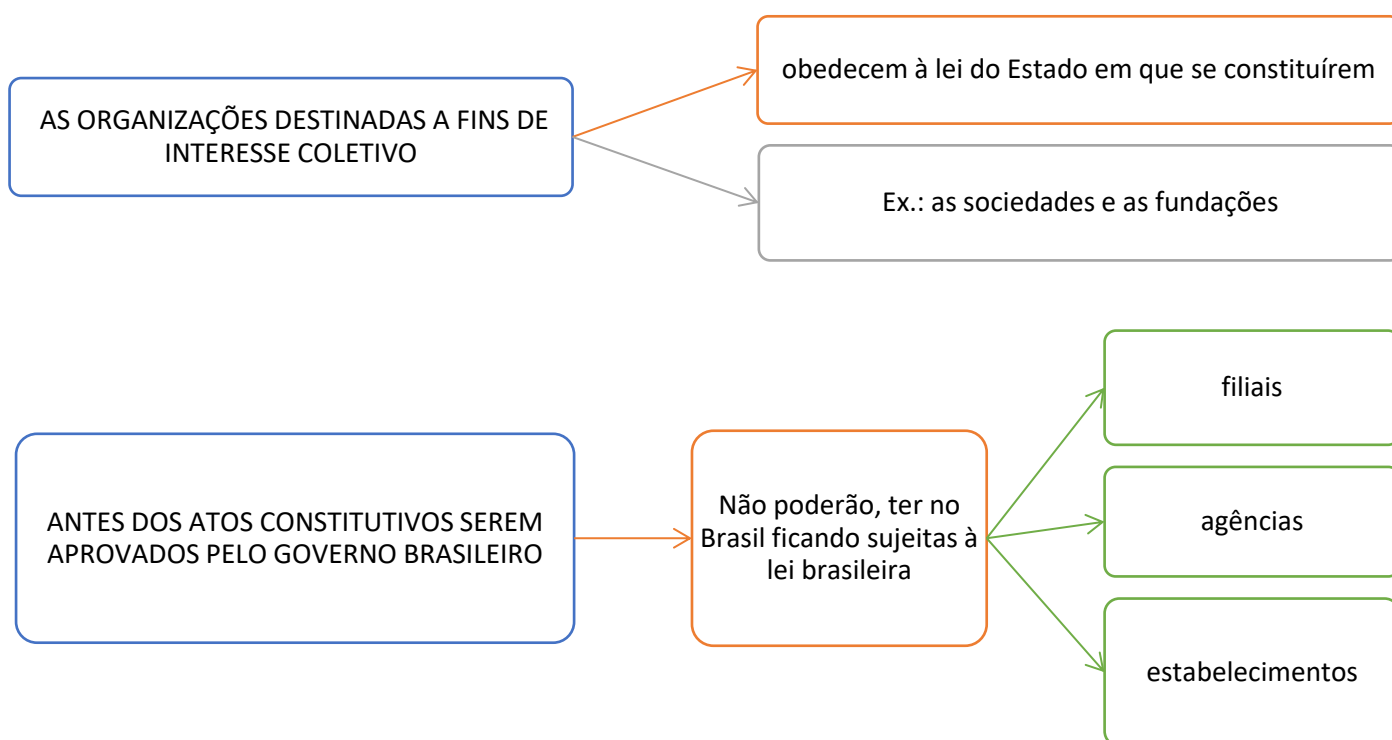 obedecem à lei do Estado em que se constituírem
AS ORGANIZAÇÕES DESTINADAS A FINS DE
INTERESSE COLETIVO
Ex.: as sociedades e as fundações
filiais
ANTES DOS ATOS CONSTITUTIVOS SEREM
APROVADOS PELO GOVERNO BRASILEIRO
Não poderão, ter no
Brasil ficando sujeitas à
lei brasileira
agências
estabelecimentos